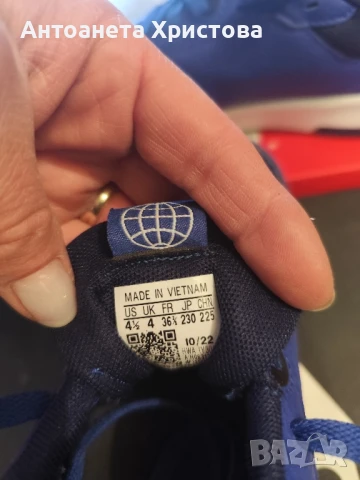 Антоанета Христова
MADE IN VIETNAM
US UK FR JP CHN
4½ 4 36⅔ 230 225
10/22
BAZAR